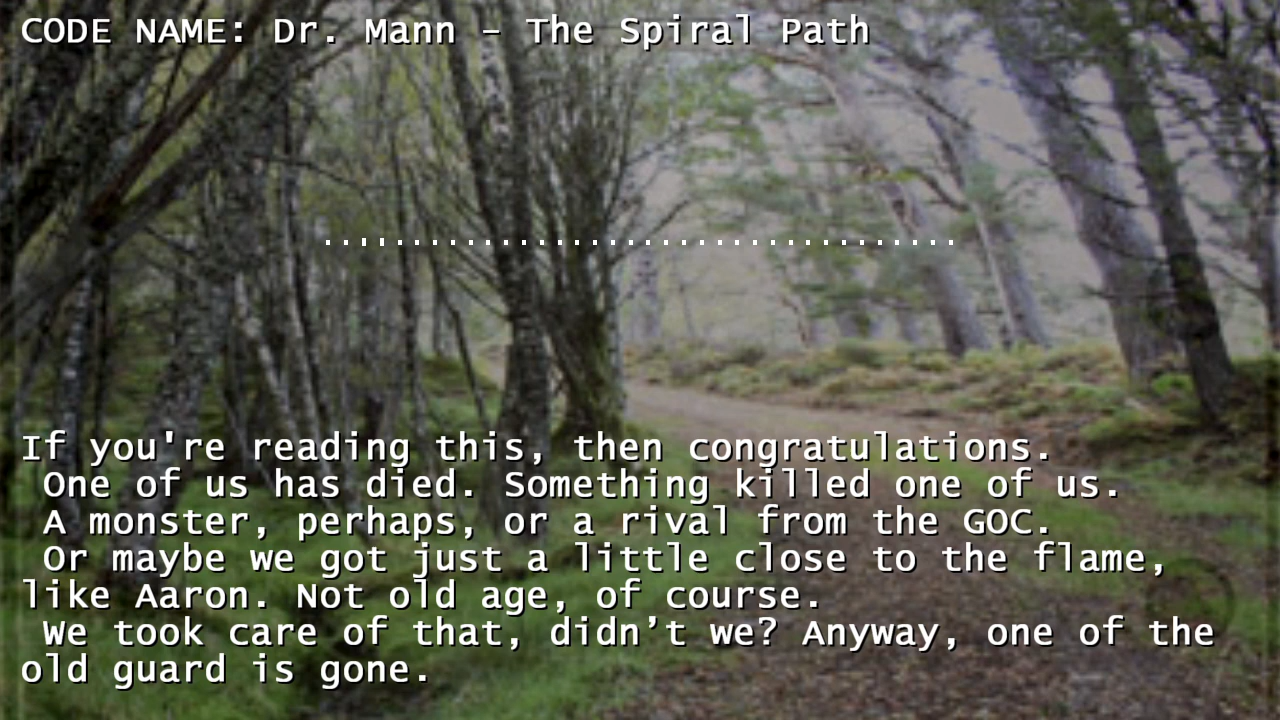 CODE NAME: Dr. Mann – The Spiral Path
...................................
If you're reading this, then congratulations.
One of us has died. Something killed one of us.
A monster, perhaps, or a rival from the GOC.
Or maybe we got just a little close to the flame,
like Aaron. Not old age, of course.
We took care of that, didn’t we? Anyway, one of the
old guard is gone.